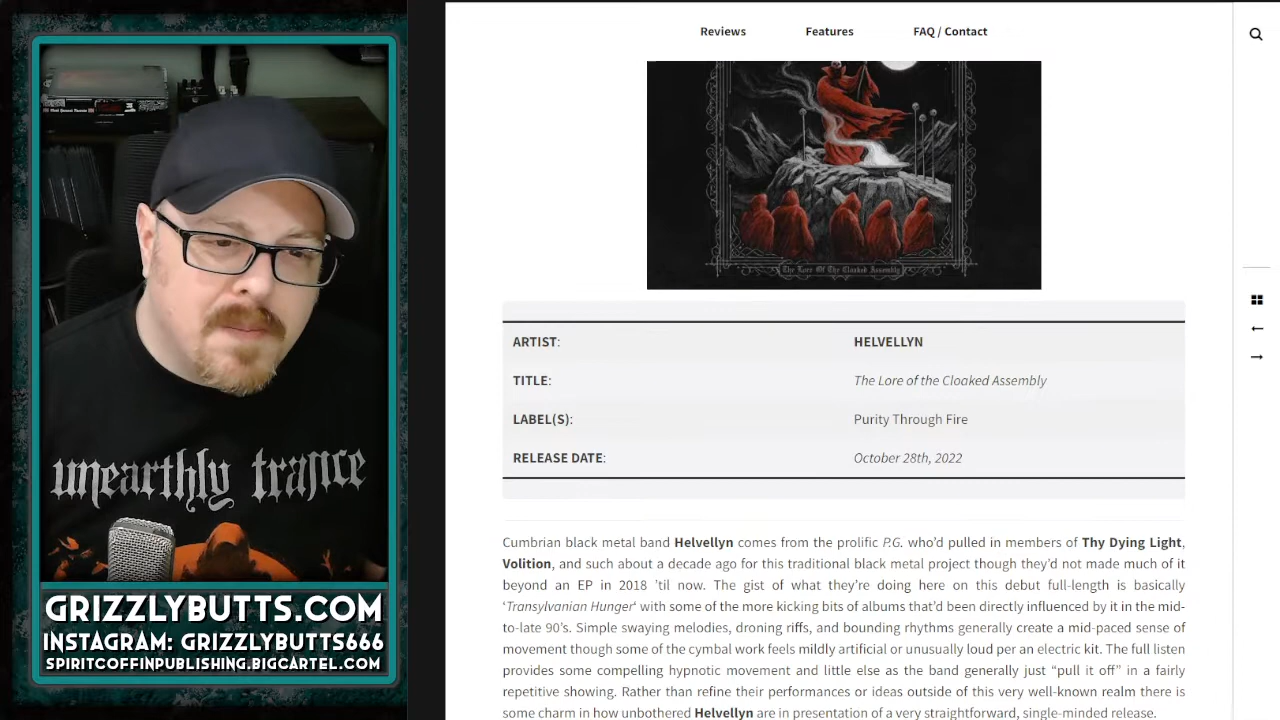 unearthly trance
GRIZZLYBUTTS.COM
INSTAGRAM: GRIZZLYBUTTS666
SPIRITCOFFINPUBLISHING.BIGCARTEL.COM
Reviews Features FAQ / Contact
The Lore Of The Cloaked Assembly
ARTIST: HELVELLYN
TITLE: The Lore of the Cloaked Assembly
LABEL(S): Purity Through Fire
RELEASE DATE: October 28th, 2022
Cumbrian black metal band Helvellyn comes from the prolific P.G. who’d pulled in members of Thy Dying Light,
Volition, and such about a decade ago for this traditional black metal project though they’d not made much of it
beyond an EP in 2018 ’til now. The gist of what they’re doing here on this debut full-length is basically
‘Transylvanian Hunger‘ with some of the more kicking bits of albums that’d been directly influenced by it in the mid-
to-late 90’s. Simple swaying melodies, droning riffs, and bounding rhythms generally create a mid-paced sense of
movement though some of the cymbal work feels mildly artificial or unusually loud per an electric kit. The full listen
provides some compelling hypnotic movement and little else as the band generally just “pull it off” in a fairly
repetitive showing. Rather than refine their performances or ideas outside of this very well-known realm there is
some charm in how unbothered Helvellyn are in presentation of a very straightforward, single-minded release.